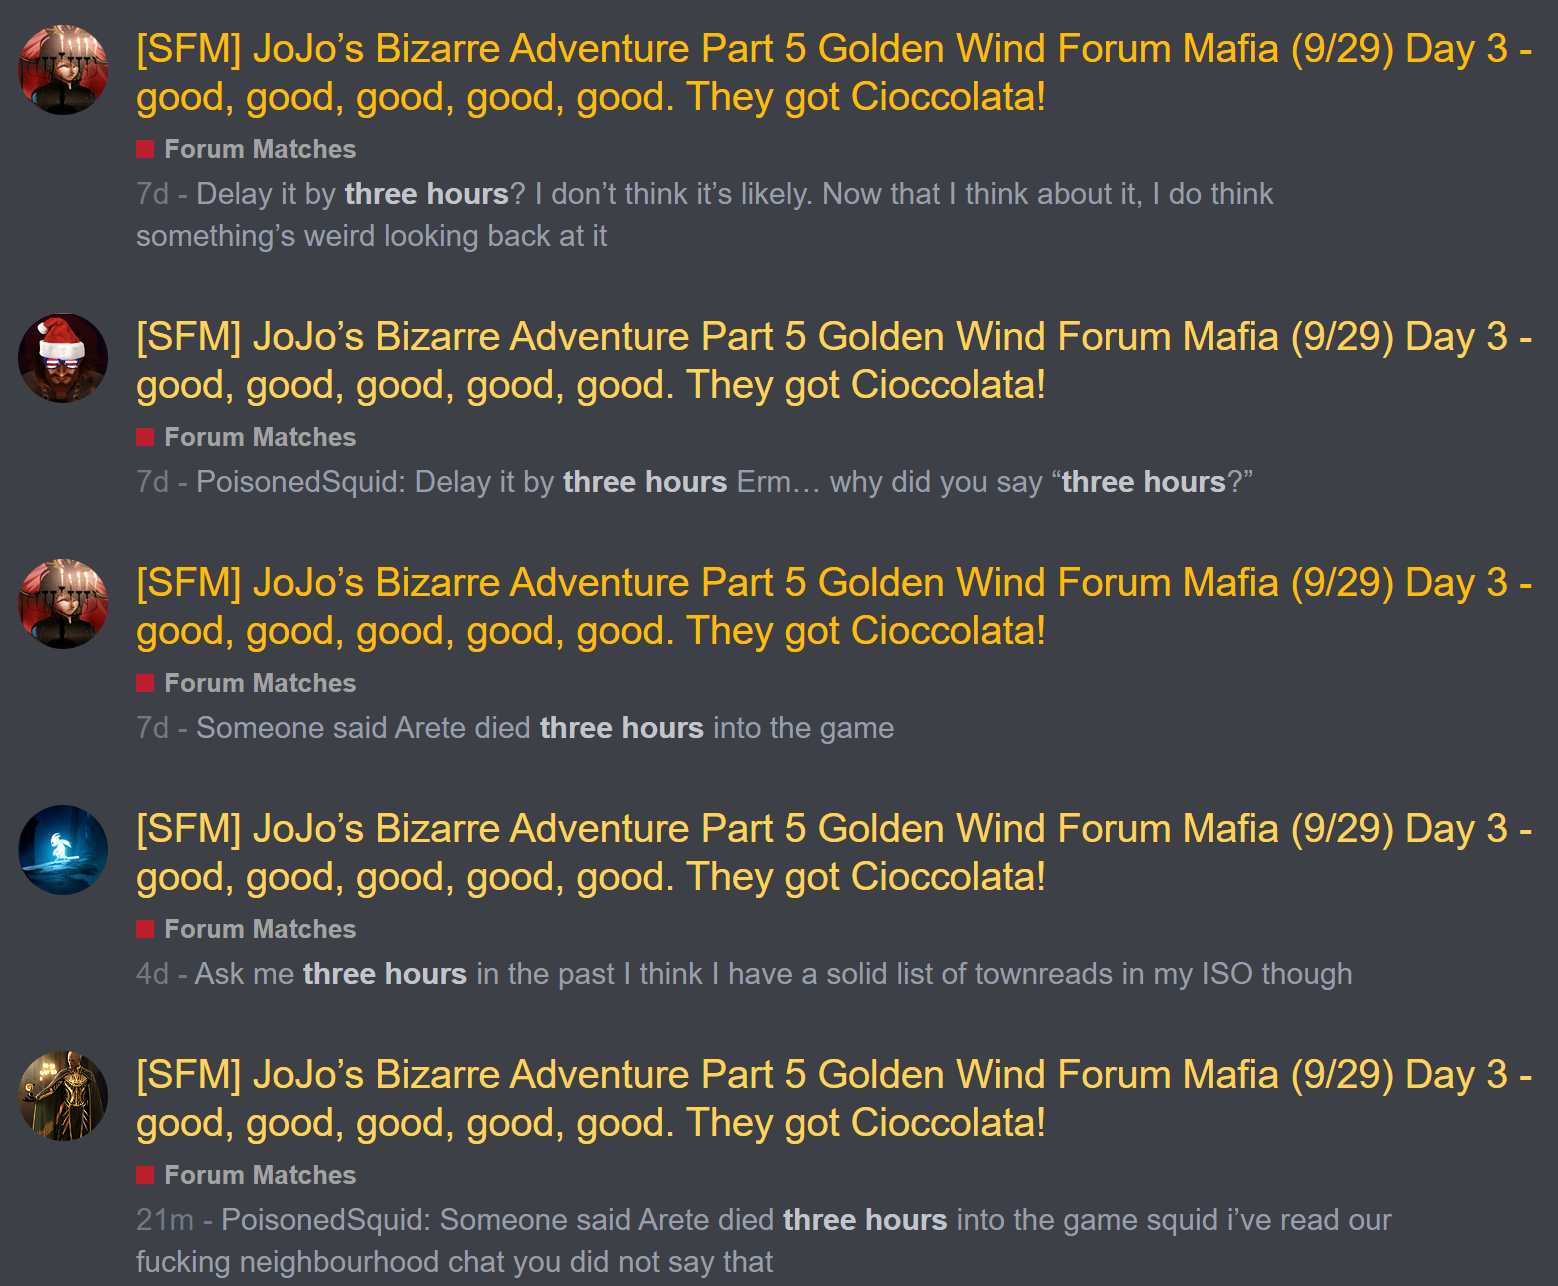 [SFM] JoJo’s Bizarre Adventure Part 5 Golden Wind Forum Mafia (9/29) Day 3 -
good, good, good, good, good. They got Cioccolata!
Forum Matches
7d - Delay it by three hours? I don’t think it’s likely. Now that I think about it, I do think
something’s weird looking back at it
[SFM] JoJo’s Bizarre Adventure Part 5 Golden Wind Forum Mafia (9/29) Day 3 -
good, good, good, good, good. They got Cioccolata!
Forum Matches
7d - PoisonedSquid: Delay it by three hours Erm… why did you say “three hours?”
[SFM] JoJo’s Bizarre Adventure Part 5 Golden Wind Forum Mafia (9/29) Day 3 -
good, good, good, good, good. They got Cioccolata!
Forum Matches
7d - Someone said Arete died three hours into the game
[SFM] JoJo’s Bizarre Adventure Part 5 Golden Wind Forum Mafia (9/29) Day 3 -
good, good, good, good, good. They got Cioccolata!
Forum Matches
4d - Ask me three hours in the past I think I have a solid list of townreads in my ISO though
[SFM] JoJo’s Bizarre Adventure Part 5 Golden Wind Forum Mafia (9/29) Day 3 -
good, good, good, good, good. They got Cioccolata!
Forum Matches
21m - PoisonedSquid: Someone said Arete died three hours into the game squid i’ve read our
fucking neighbourhood chat you did not say that